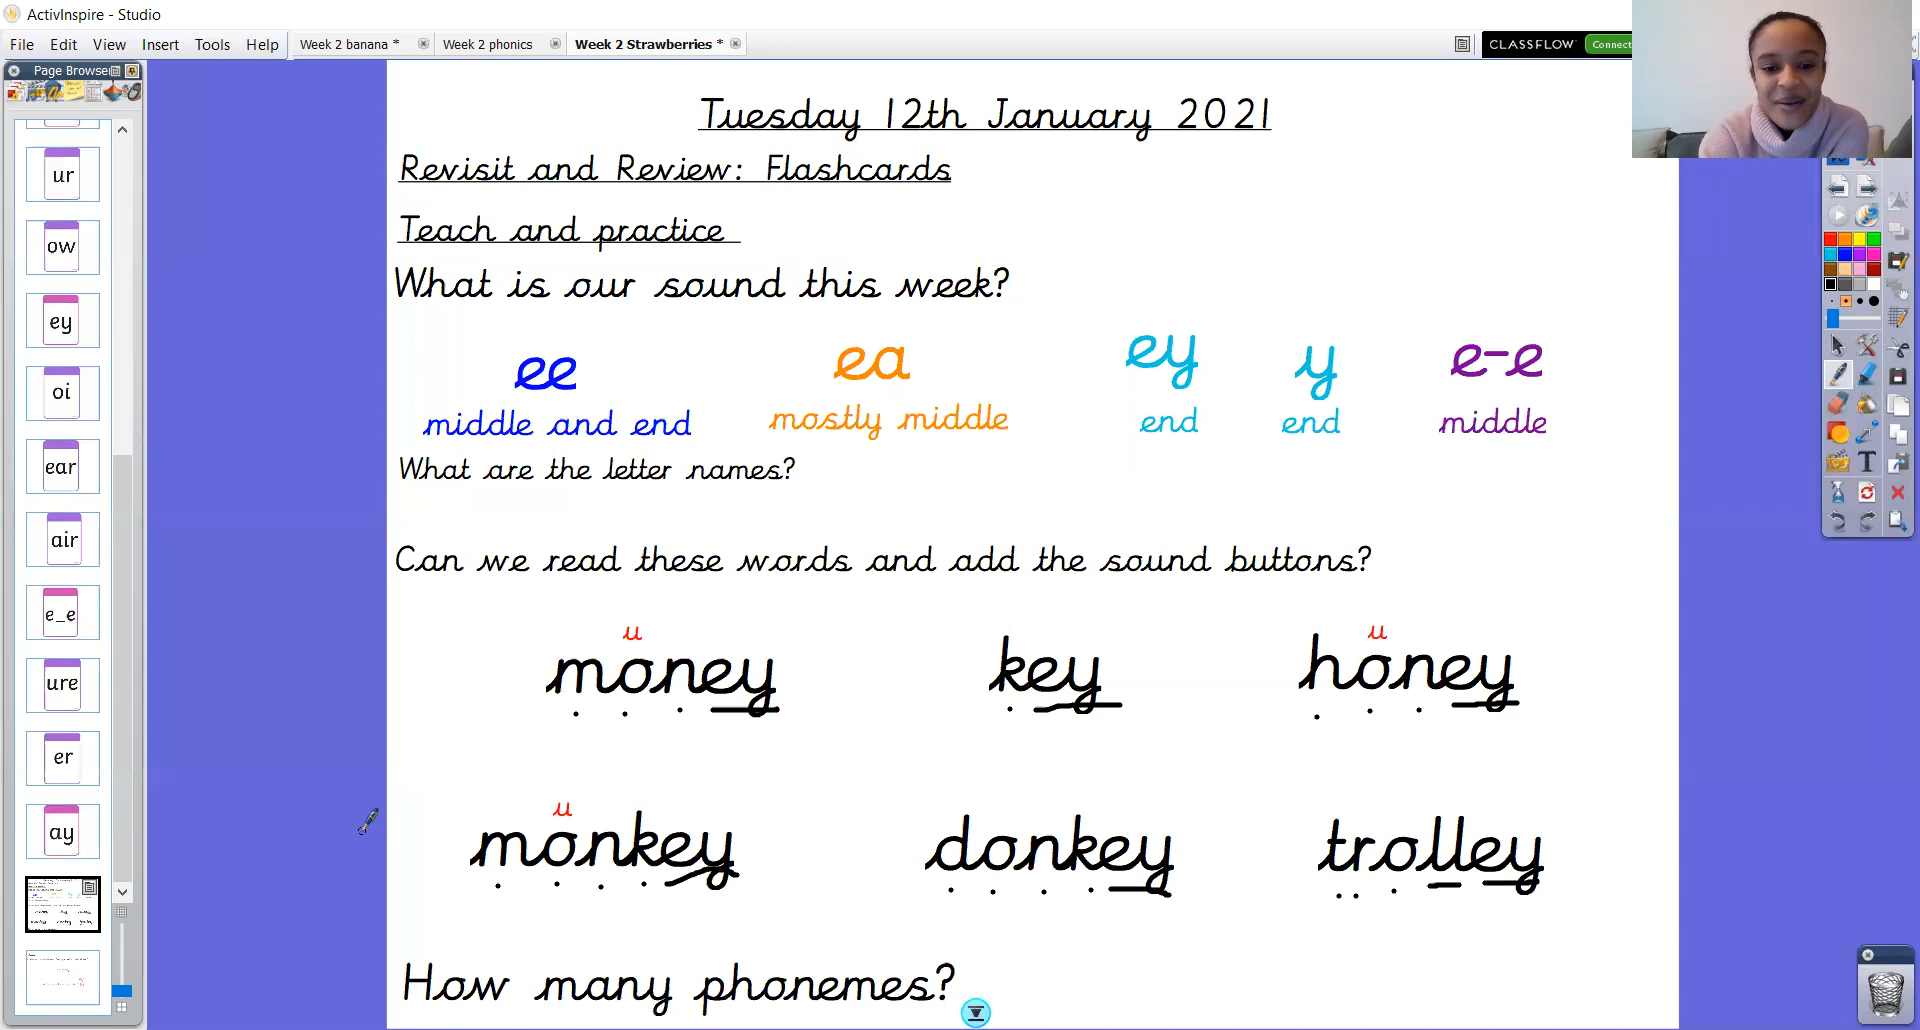 ActivInspire - Studio
File Edit View Insert Tools Help
Week 2 banana *
Week 2 phonics
Week 2 Strawberries *
CLASSFLOW
Connect
Page Browser
ur
ow
ey
oi
ear
air
e_e
ure
er
ay
Tuesday 12th January 2021
Revisit and Review: Flashcards
Teach and practice
What is our sound this week?
ee ea ey y e-e
middle and end mostly middle end end middle
What are the letter names?
Can we read these words and add the sound buttons?
u u
money key honey
u
monkey donkey trolley
How many phonemes?